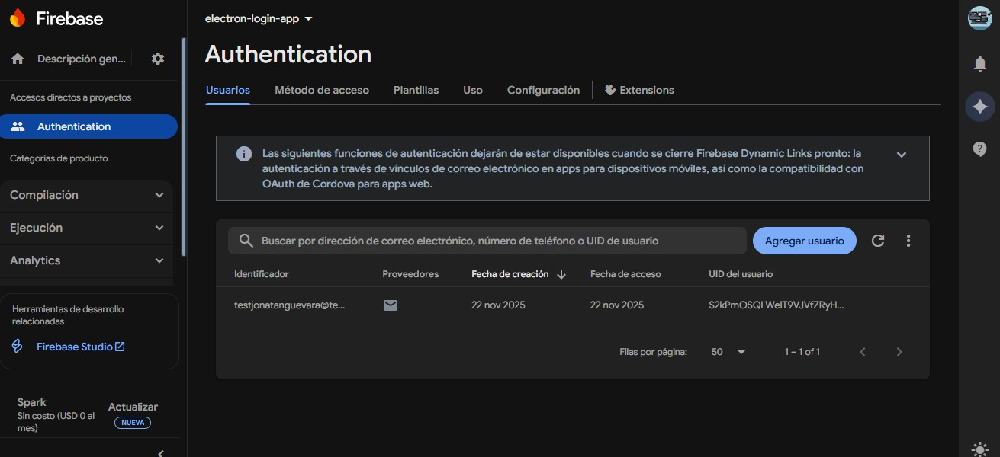 Firebase
electron-login-app
Descripción gen...
Authentication
Usuarios
Método de acceso
Plantillas
Uso
Configuración
Extensions
Accesos directos a proyectos
Authentication
Categorías de producto
Compilación
Ejecución
Analytics
Herramientas de desarrollo
relacionadas
Firebase Studio
Spark
Sin costo (USD 0 al
mes)
Actualizar
NUEVA
Las siguientes funciones de autenticación dejarán de estar disponibles cuando se cierre Firebase Dynamic Links pronto: la
autenticación a través de vínculos de correo electrónico en apps para dispositivos móviles, así como la compatibilidad con
OAuth de Cordova para apps web.
Buscar por dirección de correo electrónico, número de teléfono o UID de usuario
Agregar usuario
Identificador
Proveedores
Fecha de creación
Fecha de acceso
UID del usuario
testjonatanguevara@te...
22 nov 2025
22 nov 2025
S2kPmOSQLWelT9VJVfZRyH...
Filas por página:
50
1 – 1 of 1